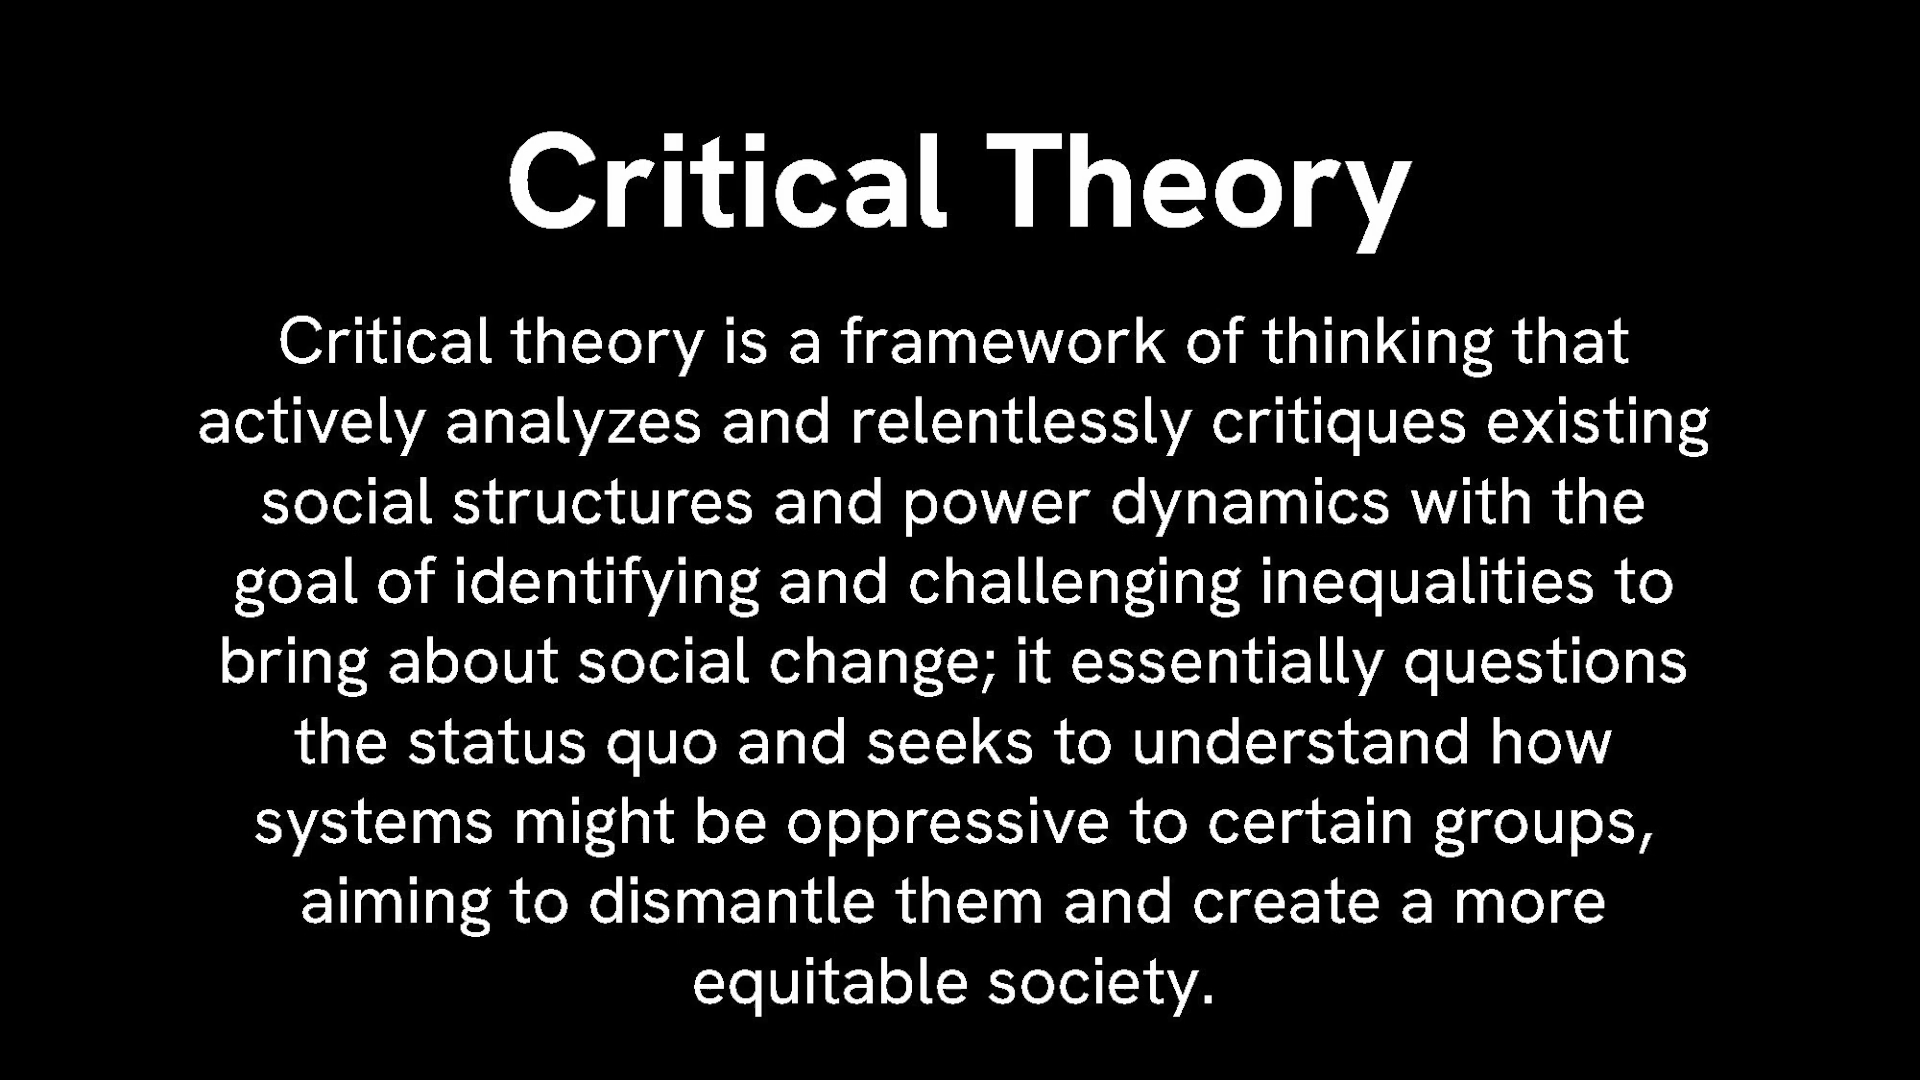 Critical Theory
Critical theory is a framework of thinking that
actively analyzes and relentlessly critiques existing
social structures and power dynamics with the
goal of identifying and challenging inequalities to
bring about social change; it essentially questions
the status quo and seeks to understand how
systems might be oppressive to certain groups,
aiming to dismantle them and create a more
equitable society.